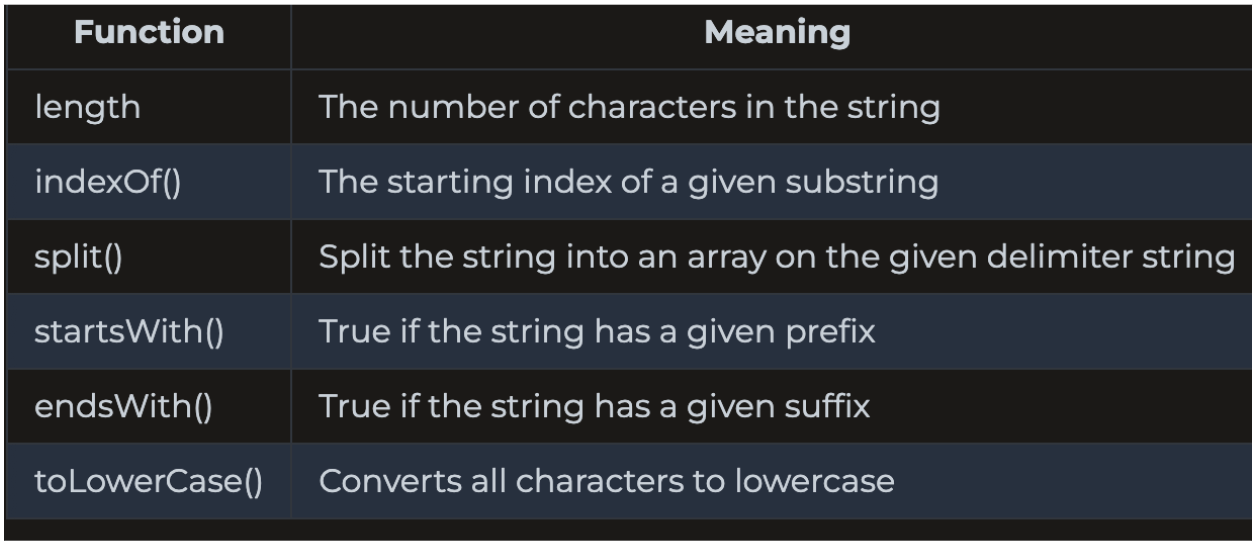 Function Meaning
length The number of characters in the string
indexOf() The starting index of a given substring
split() Split the string into an array on the given delimiter string
startsWith() True if the string has a given prefix
endsWith() True if the string has a given suffix
toLowerCase() Converts all characters to lowercase